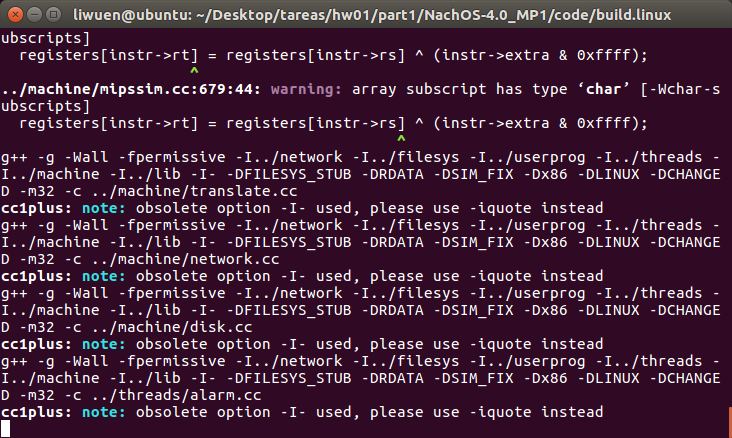 liwuen@ubuntu: ~/Desktop/tareas/hw01/part1/NachOS-4.0_MP1/code/build.linux
ubscripts]
  registers[instr->rt] = registers[instr->rs] ^ (instr->extra & 0xffff);
                     ^
../machine/mipssim.cc:679:44: warning: array subscript has type ‘char’ [-Wchar-s
ubscripts]
  registers[instr->rt] = registers[instr->rs] ^ (instr->extra & 0xffff);
                                            ^
g++ -g -Wall -fpermissive -I../network -I../filesys -I../userprog -I../threads -
I../machine -I../lib -I- -DFILESYS_STUB -DRDATA -DSIM_FIX -Dx86 -DLINUX -DCHANGE
D -m32 -c ../machine/translate.cc
cc1plus: note: obsolete option -I- used, please use -iquote instead
g++ -g -Wall -fpermissive -I../network -I../filesys -I../userprog -I../threads -
I../machine -I../lib -I- -DFILESYS_STUB -DRDATA -DSIM_FIX -Dx86 -DLINUX -DCHANGE
D -m32 -c ../machine/network.cc
cc1plus: note: obsolete option -I- used, please use -iquote instead
g++ -g -Wall -fpermissive -I../network -I../filesys -I../userprog -I../threads -
I../machine -I../lib -I- -DFILESYS_STUB -DRDATA -DSIM_FIX -Dx86 -DLINUX -DCHANGE
D -m32 -c ../machine/disk.cc
cc1plus: note: obsolete option -I- used, please use -iquote instead
g++ -g -Wall -fpermissive -I../network -I../filesys -I../userprog -I../threads -
I../machine -I../lib -I- -DFILESYS_STUB -DRDATA -DSIM_FIX -Dx86 -DLINUX -DCHANGE
D -m32 -c ../threads/alarm.cc
cc1plus: note: obsolete option -I- used, please use -iquote instead